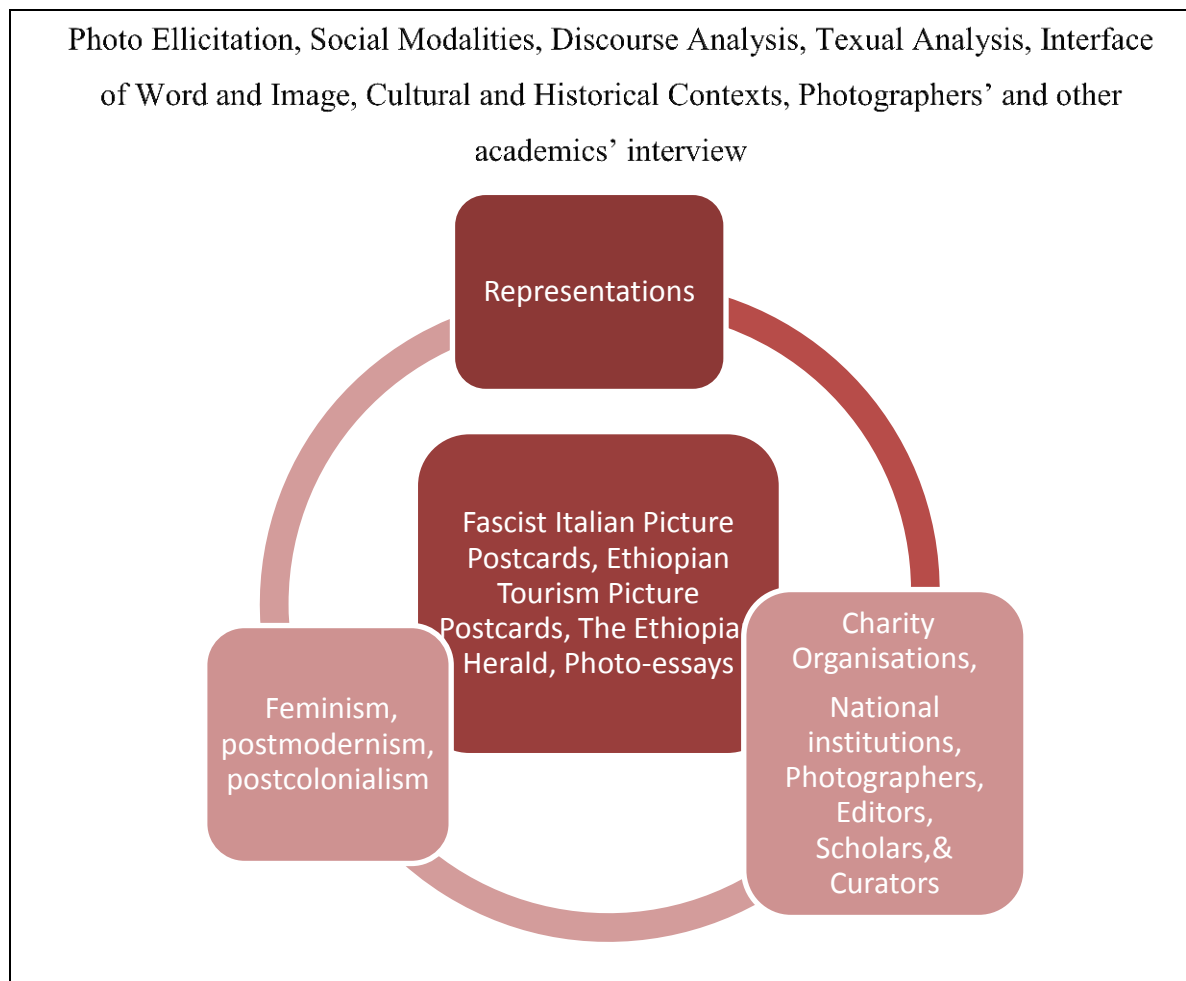 Photo Ellicitation, Social Modalities, Discourse Analysis, Texual Analysis, Interface
of Word and Image, Cultural and Historical Contexts, Photographers’ and other
academics’ interview
Representations
Fascist Italian Picture
Postcards, Ethiopian
Tourism Picture
Postcards, The Ethiopia
Herald, Photo-essays
Feminism,
postmodernism,
postcolonialism
Charity
Organisations,
National
institutions,
Photographers,
Editors,
Scholars,&
Curators